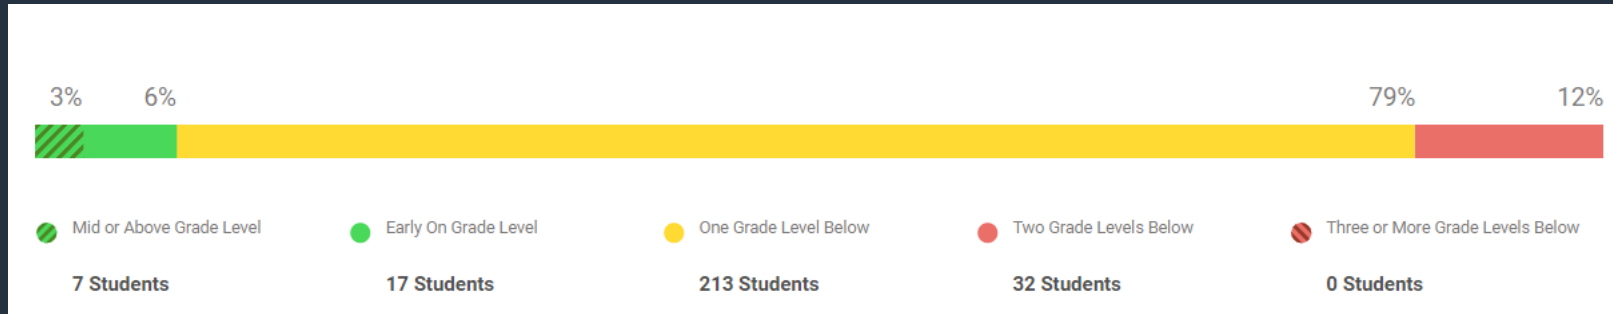 3% 6% 79% 12%
Mid or Above Grade Level Early On Grade Level One Grade Level Below Two Grade Levels Below Three or More Grade Levels Below
7 Students 17 Students 213 Students 32 Students 0 Students